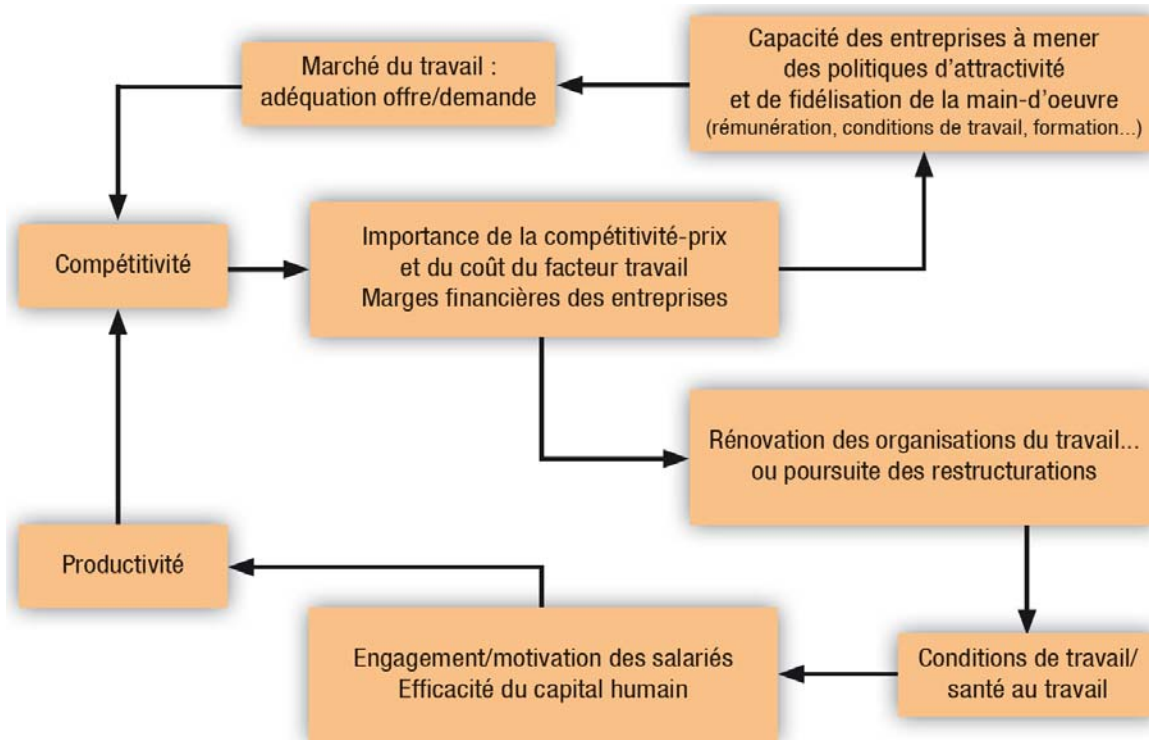 Marché du travail :
adéquation offre/demande
Capacité des entreprises à mener
des politiques d'attractivité
et de fidélisation de la main-d'oeuvre
(rémunération, conditions de travail, formation...)
Compétitivité
Importance de la compétitivité-prix
et du coût du facteur travail
Marges financières des entreprises
Rénovation des organisations du travail...
ou poursuite des restructurations
Productivité
Engagement/motivation des salariés
Efficacité du capital humain
Conditions de travail/
santé au travail